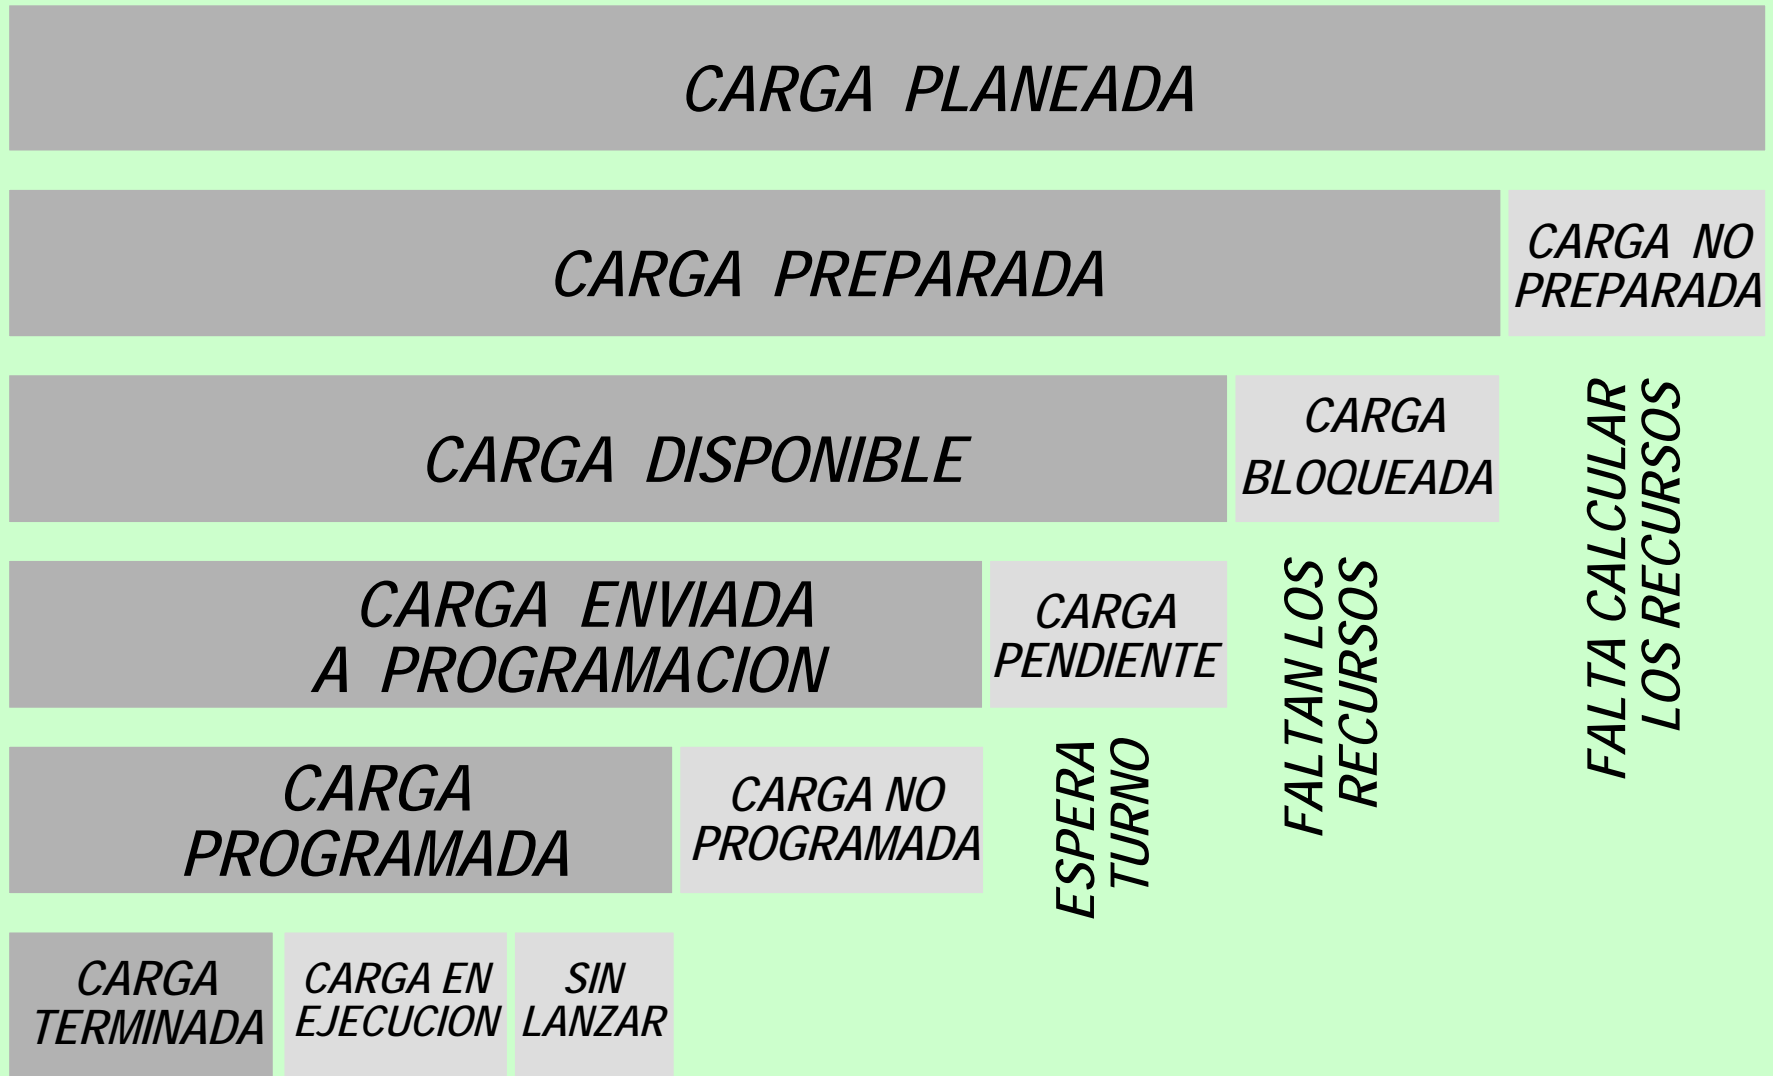 CARGA PLANEADA
CARGA PREPARADA
CARGA NO
PREPARADA
CARGA DISPONIBLE
CARGA
BLOQUEADA
FALTA CALCULAR
LOS RECURSOS
CARGA ENVIADA
A PROGRAMACION
CARGA
PENDIENTE
FALTAN LOS
RECURSOS
CARGA
PROGRAMADA
CARGA NO
PROGRAMADA
ESPERA
TURNO
CARGA
TERMINADA
CARGA EN
EJECUCION
SIN
LANZAR